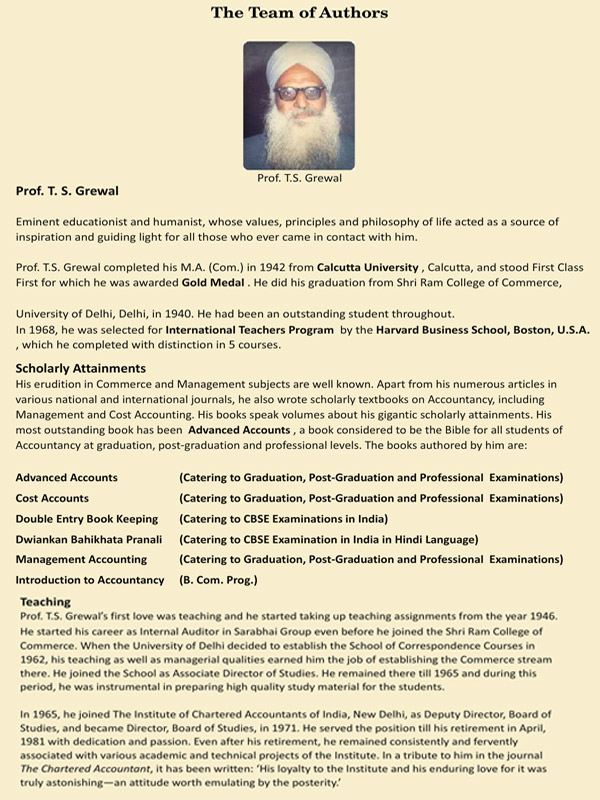 The Team of Authors
Prof. T.S. Grewal
Prof. T. S. Grewal
Eminent educationist and humanist, whose values, principles and philosophy of life acted as a source of
inspiration and guiding light for all those who ever came in contact with him.
Prof. T.S. Grewal completed his M.A. (Com.) in 1942 from Calcutta University , Calcutta, and stood First Class
First for which he was awarded Gold Medal . He did his graduation from Shri Ram College of Commerce,
University of Delhi, Delhi, in 1940. He had been an outstanding student throughout.
In 1968, he was selected for International Teachers Program by the Harvard Business School, Boston, U.S.A.
, which he completed with distinction in 5 courses.
Scholarly Attainments
His erudition in Commerce and Management subjects are well known. Apart from his numerous articles in
various national and international journals, he also wrote scholarly textbooks on Accountancy, including
Management and Cost Accounting. His books speak volumes about his gigantic scholarly attainments. His
most outstanding book has been Advanced Accounts , a book considered to be the Bible for all students of
Accountancy at graduation, post-graduation and professional levels. The books authored by him are:
Advanced Accounts (Catering to Graduation, Post-Graduation and Professional Examinations)
Cost Accounts (Catering to Graduation, Post-Graduation and Professional Examinations)
Double Entry Book Keeping (Catering to CBSE Examinations in India)
Dwiankan Bahikhata Pranali (Catering to CBSE Examination in India in Hindi Language)
Management Accounting (Catering to Graduation, Post-Graduation and Professional Examinations)
Introduction to Accountancy (B. Com. Prog.)
Teaching
Prof. T.S. Grewal's first love was teaching and he started taking up teaching assignments from the year 1946.
He started his career as Internal Auditor in Sarabhai Group even before he joined the Shri Ram College of
Commerce. When the University of Delhi decided to establish the School of Correspondence Courses in
1962, his teaching as well as managerial qualities earned him the job of establishing the Commerce stream
there. He joined the School as Associate Director of Studies. He remained there till 1965 and during this
period, he was instrumental in preparing high quality study material for the students.
In 1965, he joined The Institute of Chartered Accountants of India, New Delhi, as Deputy Director, Board of
Studies, and became Director, Board of Studies, in 1971. He served the position till his retirement in April,
1981 with dedication and passion. Even after his retirement, he remained consistently and fervently
associated with various academic and technical projects of the Institute. In a tribute to him in the journal
The Chartered Accountant, it has been written: 'His loyalty to the Institute and his enduring love for it was
truly astonishing—an attitude worth emulating by the posterity.'